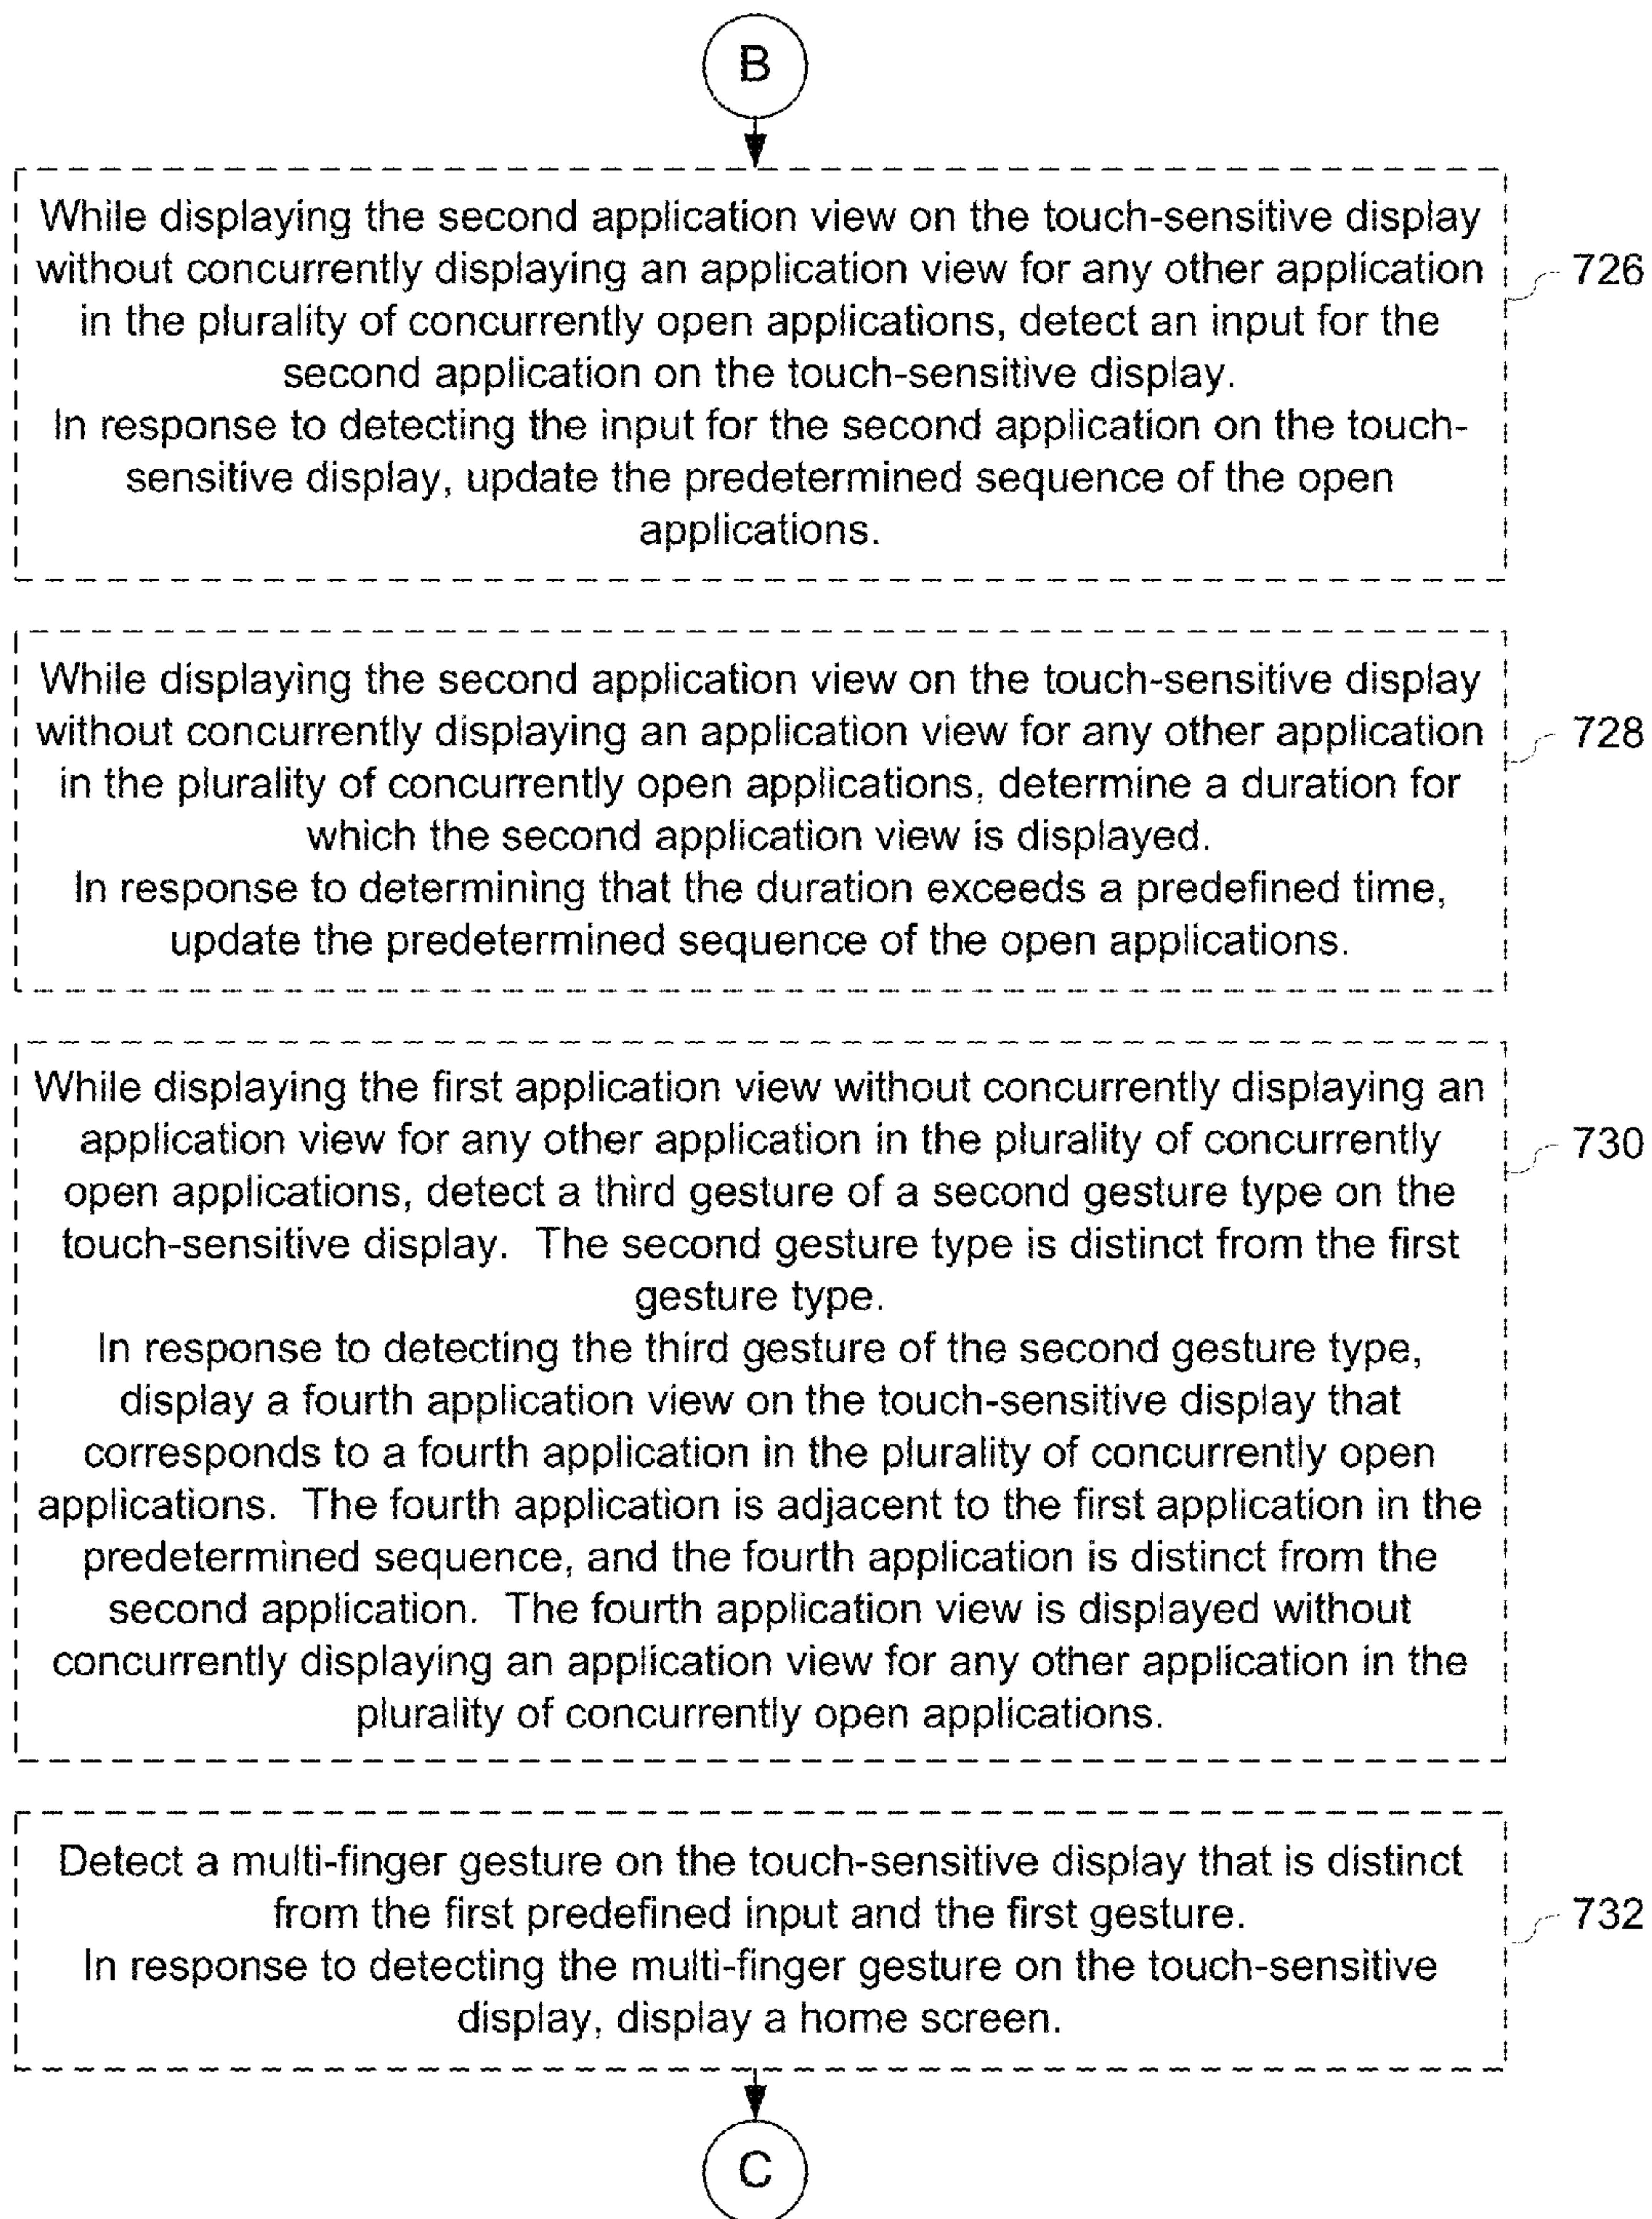 B
While displaying the second application view on the touch-sensitive display
without concurrently displaying an application view for any other application
in the plurality of concurrently open applications, detect an input for the
second application on the touch-sensitive display.
In response to detecting the input for the second application on the touch-
sensitive display, update the predetermined sequence of the open
applications.
726
While displaying the second application view on the touch-sensitive display
without concurrently displaying an application view for any other application
in the plurality of concurrently open applications, determine a duration for
which the second application view is displayed.
In response to determining that the duration exceeds a predefined time,
update the predetermined sequence of the open applications.
728
While displaying the first application view without concurrently displaying an
application view for any other application in the plurality of concurrently
open applications, detect a third gesture of a second gesture type on the
touch-sensitive display.  The second gesture type is distinct from the first
gesture type.
In response to detecting the third gesture of the second gesture type,
display a fourth application view on the touch-sensitive display that
corresponds to a fourth application in the plurality of concurrently open
applications.  The fourth application is adjacent to the first application in the
predetermined sequence, and the fourth application is distinct from the
second application.  The fourth application view is displayed without
concurrently displaying an application view for any other application in the
plurality of concurrently open applications.
730
Detect a multi-finger gesture on the touch-sensitive display that is distinct
from the first predefined input and the first gesture.
In response to detecting the multi-finger gesture on the touch-sensitive
display, display a home screen.
732
C